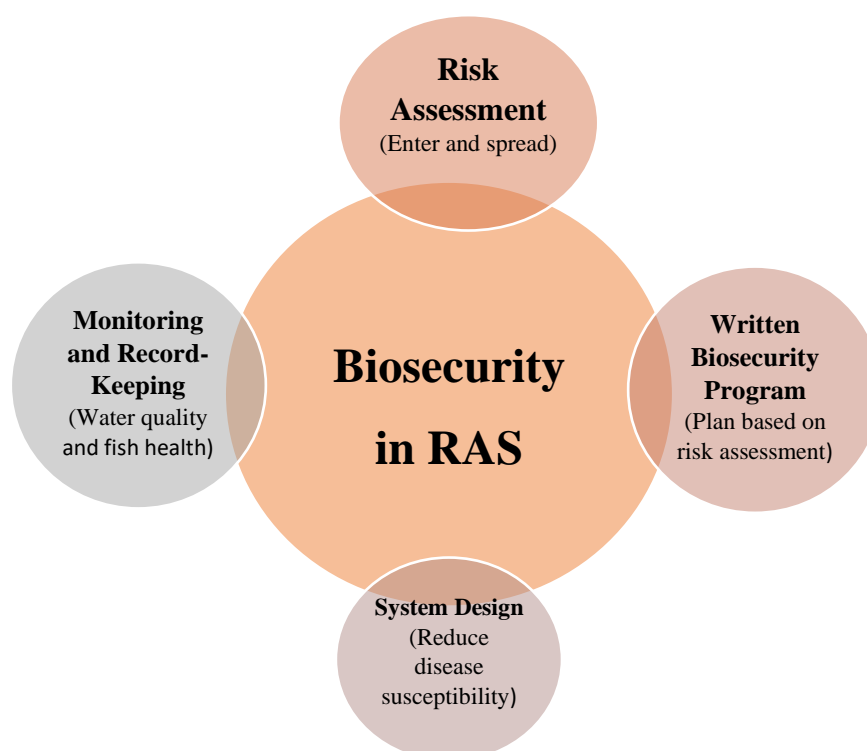 Risk
Assessment
(Enter and spread)
Monitoring
and Record-
Keeping
(Water quality
and fish health)
Biosecurity
in RAS
Written
Biosecurity
Program
(Plan based on
risk assessment)
System Design
(Reduce
disease
susceptibility)